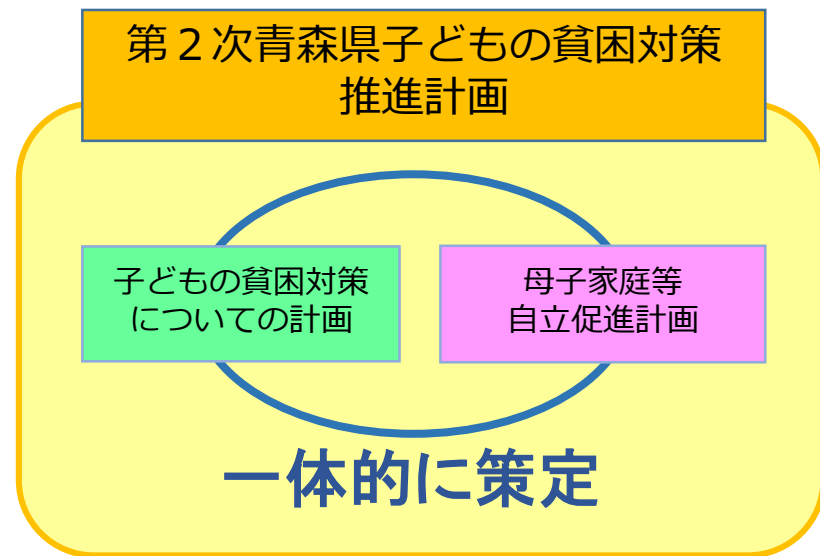 第２次青森県子どもの貧困対策
推進計画
子どもの貧困対策
についての計画
母子家庭等
自立促進計画
一体的に策定